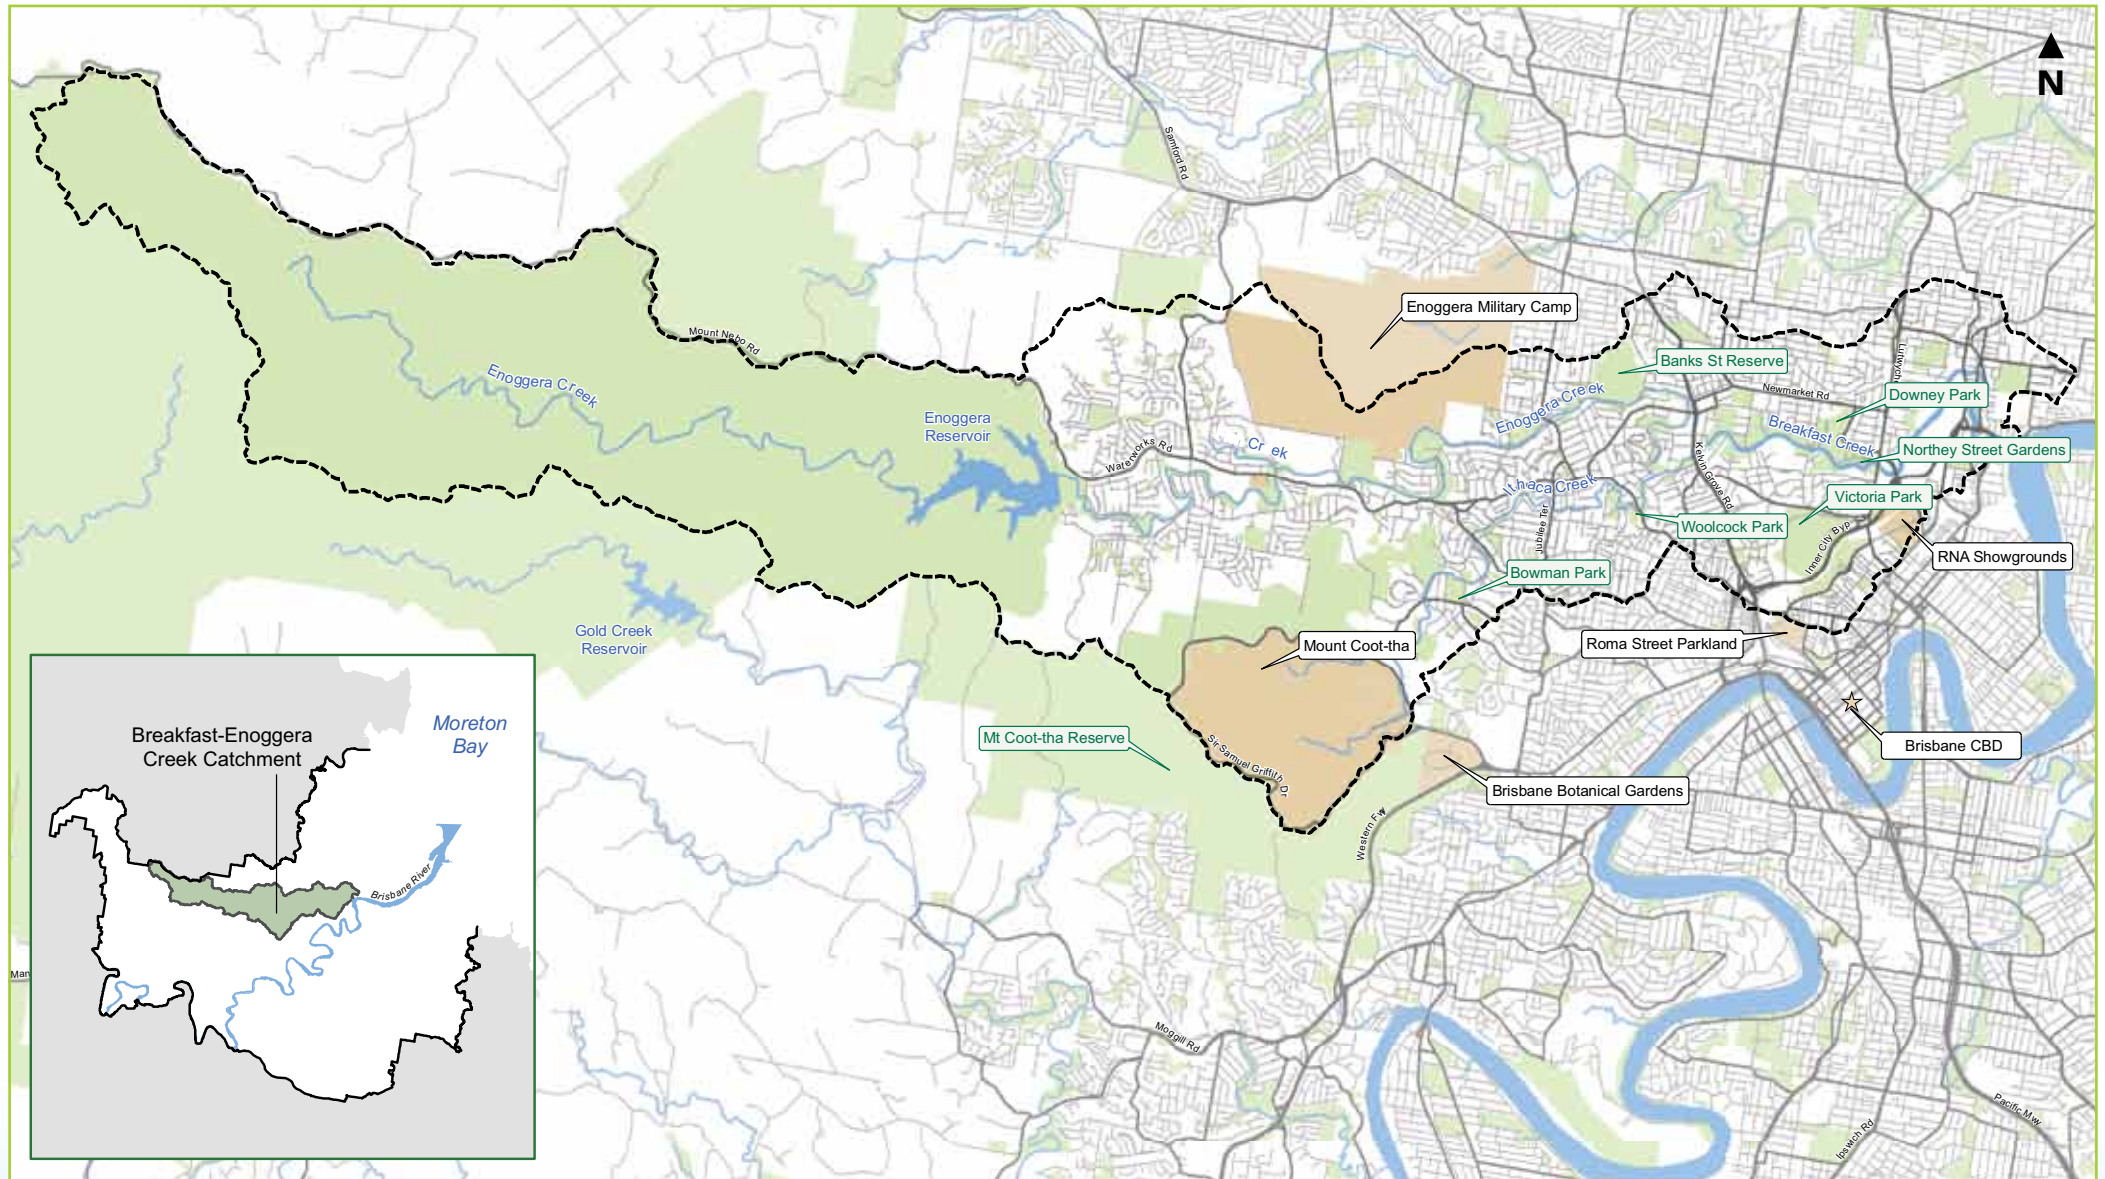 N
Samford Rd
Enoggera Military Camp
Mount Nebo Rd
Banks St Reserve
Newmarket Rd
Downey Park
Enoggera Creek
Enoggera Creek
Enoggera
Reservoir
Breakfast Creek
Northey Street Gardens
Waterworks Rd
Kelvin Grove Rd
Ithaca Creek
Victoria Park
Woolcock Park
Jubilee Ter
Inner City Byp
RNA Showgrounds
Bowman Park
Gold Creek
Reservoir
Mount Coot-tha
Roma Street Parkland
Mt Coot-tha Reserve
Sir Samuel Griffith Dr
Brisbane CBD
Brisbane Botanical Gardens
Western Fwy
Breakfast-Enoggera
Creek Catchment
Moreton
Bay
Brisbane River
Moggill Rd
Pacific Mwy
Ipswich Rd